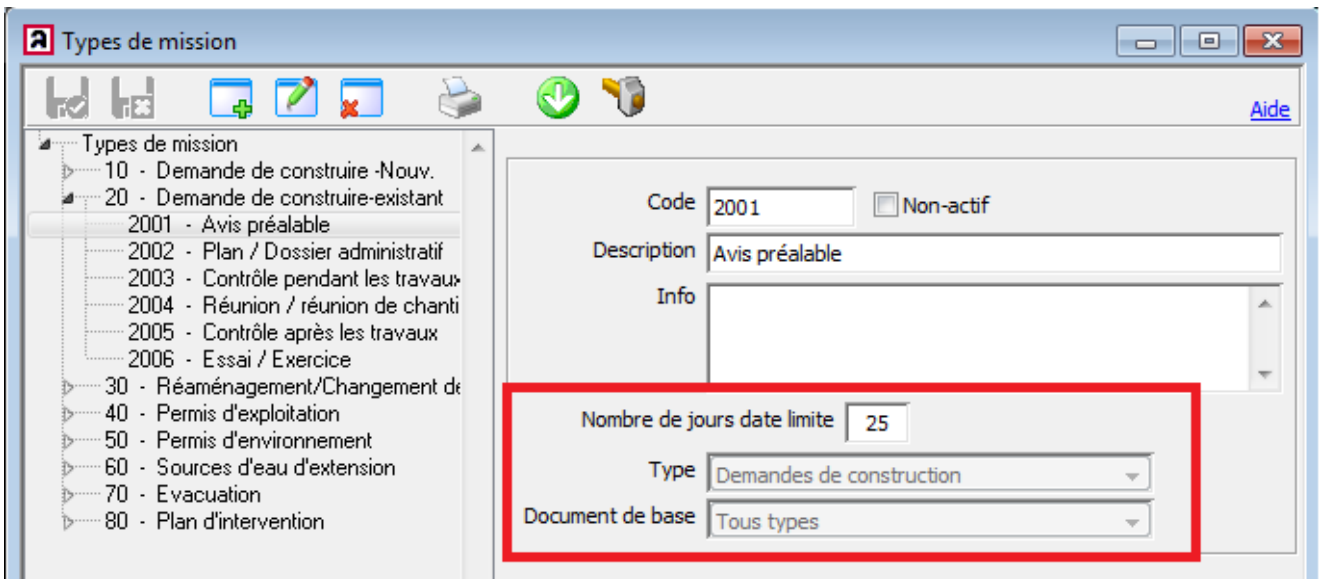 Types de mission
Aide
Types de mission
10 - Demande de construire -Nouv.
20 - Demande de construire-existant
2001 - Avis préalable
2002 - Plan / Dossier administratif
2003 - Contrôle pendant les travaux
2004 - Réunion / réunion de chanti
2005 - Contrôle après les travaux
2006 - Essai / Exercice
30 - Réaménagement/Changement de
40 - Permis d'exploitation
50 - Permis d'environnement
60 - Sources d'eau d'extension
70 - Evacuation
80 - Plan d'intervention
Code 2001 Non-actif
Description Avis préalable
Info
Nombre de jours date limite 25
Type Demandes de construction
Document de base Tous types